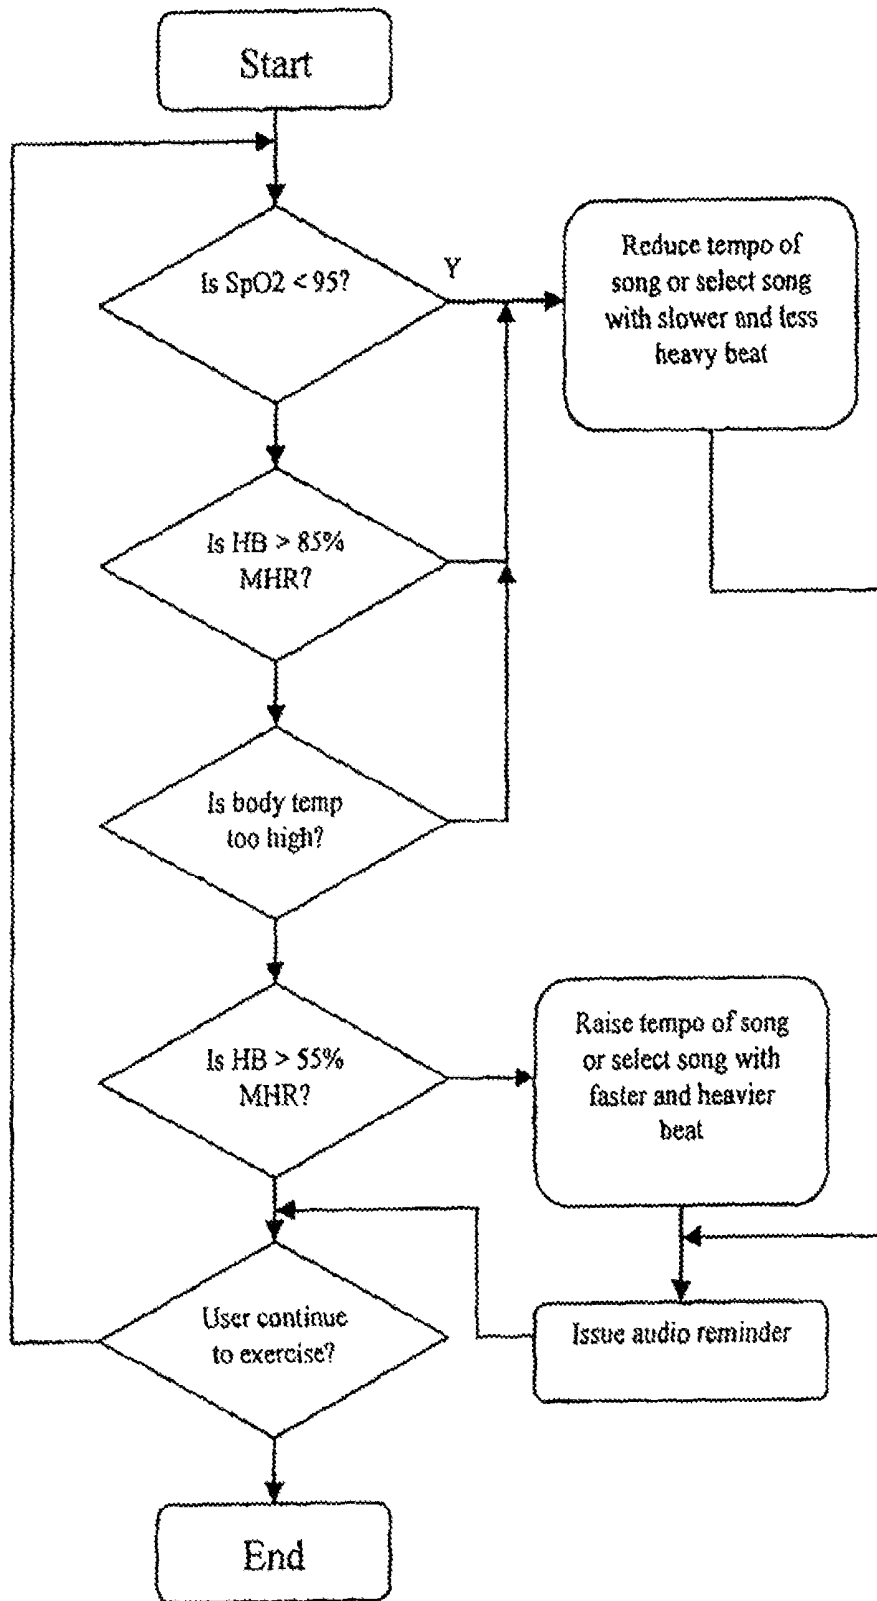 Start
Is SpO2 < 95?
Y
Reduce tempo of
song or select song
with slower and less
heavy beat
Is HB > 85%
MHR?
Is body temp
too high?
Is HB > 55%
MHR?
Raise tempo of song
or select song with
faster and heavier
beat
User continue
to exercise?
Issue audio reminder
End